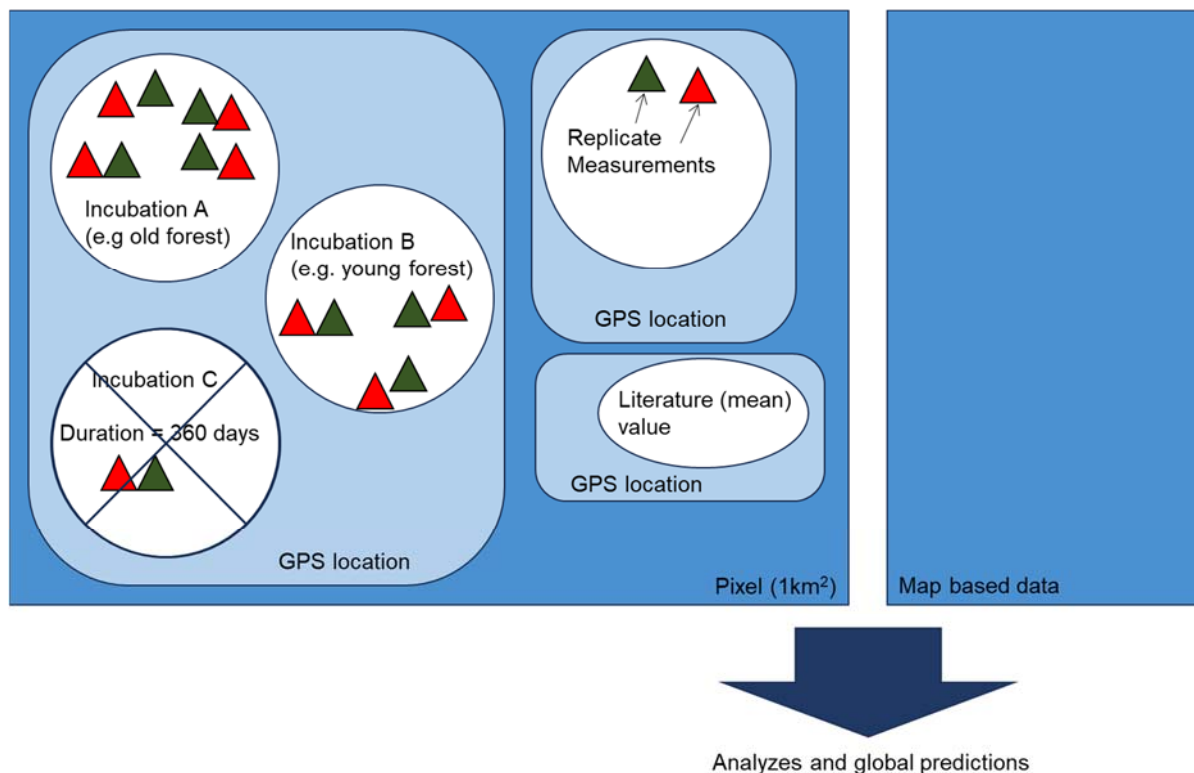 Incubation A
(e.g old forest)
Incubation B
(e.g. young forest)
Incubation C
Duration = 360 days
GPS location
Replicate
Measurements
GPS location
Literature (mean)
value
GPS location
Pixel (1km²)
Map based data
Analyzes and global predictions